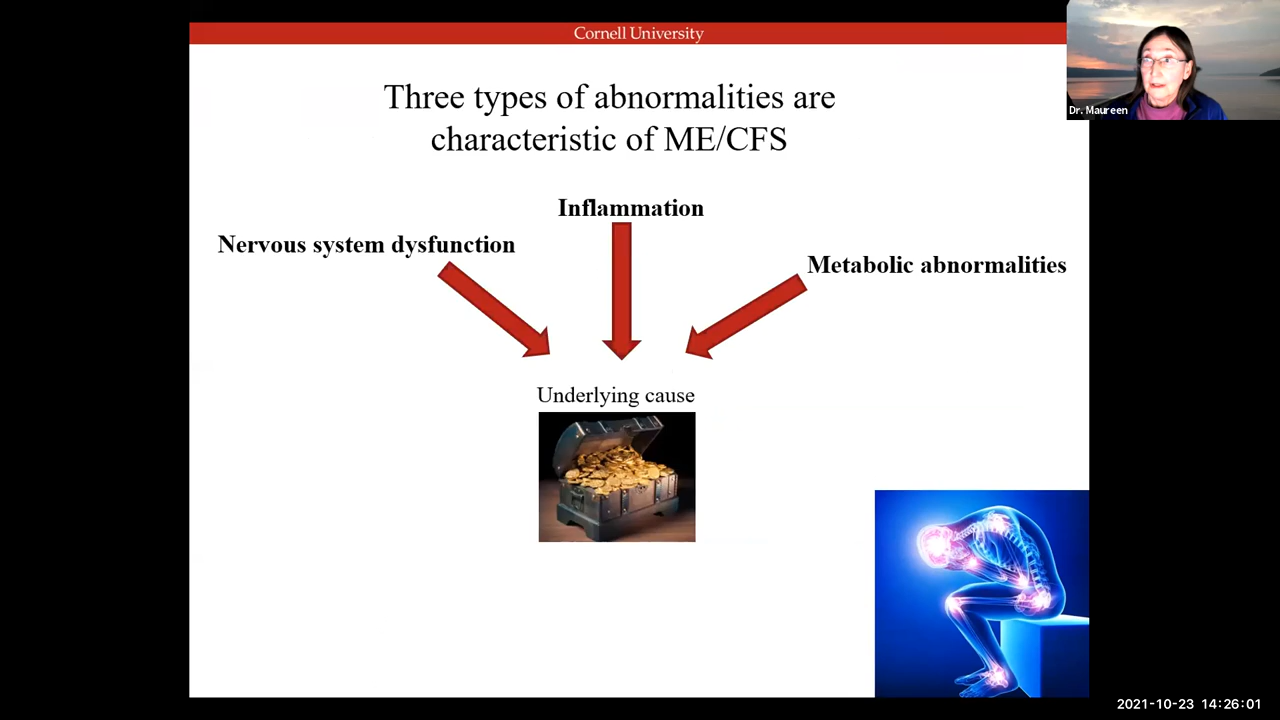 Cornell University
Dr. Maureen
Three types of abnormalities are
characteristic of ME/CFS
Inflammation
Nervous system dysfunction
Metabolic abnormalities
Underlying cause
2021-10-23 14:26:01